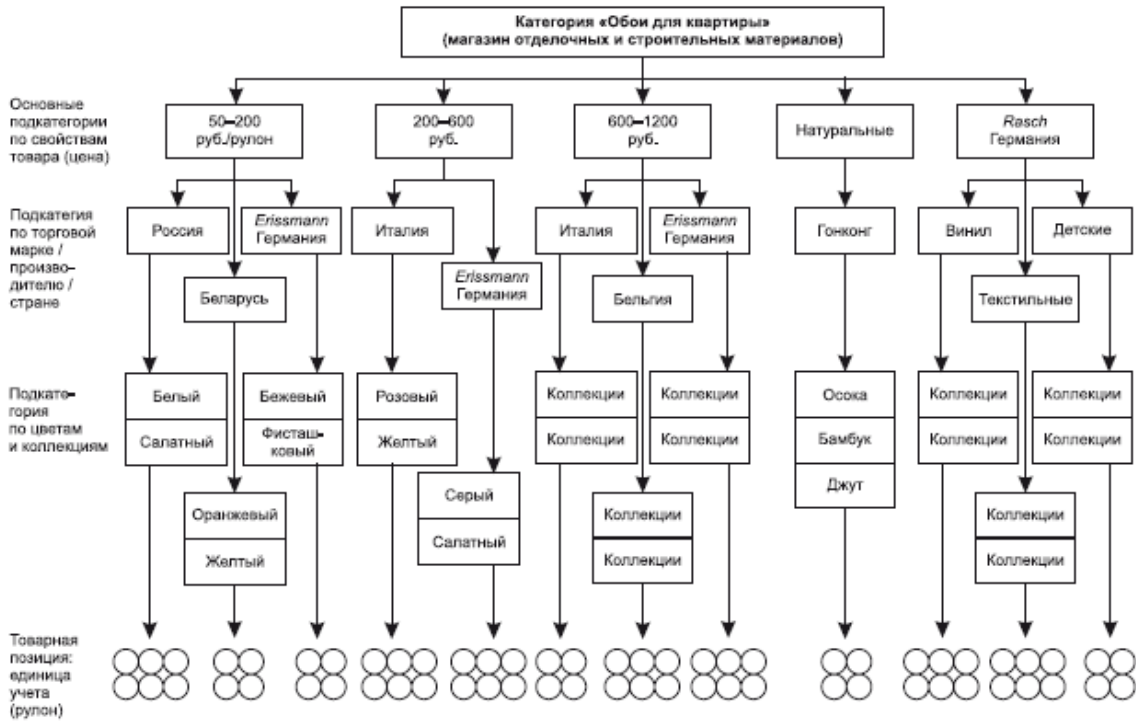 Категория «Обои для квартиры»
(магазин отделочных и строительных материалов)
Основные
подкатегории
по свойствам
товара (цена)
50–200
руб./рулон
200–600
руб.
600–1200
руб.
Натуральные
Rasch
Германия
Подкатегия
по торговой
марке /
произво-
дителю /
стране
Россия
Erissmann
Германия
Италия
Италия
Erissmann
Германия
Гонконг
Винил
Детские
Беларусь
Erissmann
Германия
Бельгия
Текстильные
Подкате-
гория
по цветам
и коллекциям
Белый
Салатный
Бежевый
Фисташ-
ковый
Розовый
Желтый
Коллекции
Коллекции
Коллекции
Коллекции
Осока
Бамбук
Джут
Коллекции
Коллекции
Коллекции
Коллекции
Оранжевый
Желтый
Серый
Салатный
Коллекции
Коллекции
Коллекции
Коллекции
Товарная
позиция:
единица
учета
(рулон)